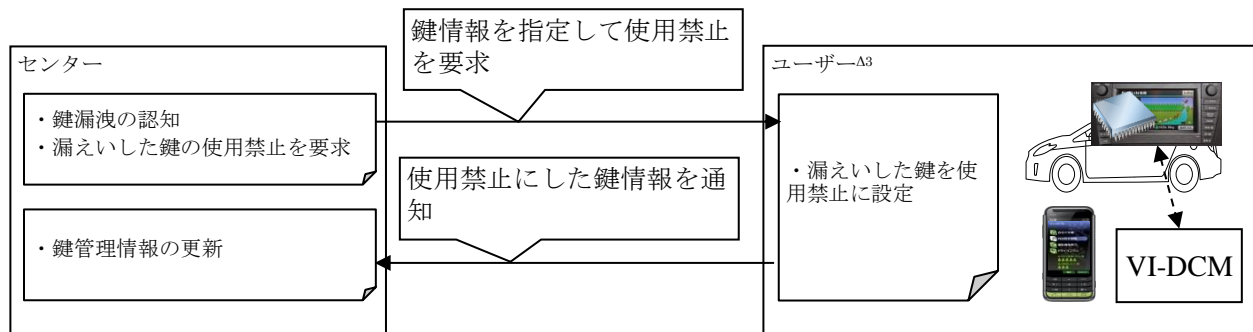 鍵情報を指定して使用禁止
を要求
センター
・鍵漏洩の認知
・漏えいした鍵の使用禁止を要求
使用禁止にした鍵情報を通
知
・鍵管理情報の更新
ユーザーΔ3
・漏えいした鍵を使
用禁止に設定
VI-DCM